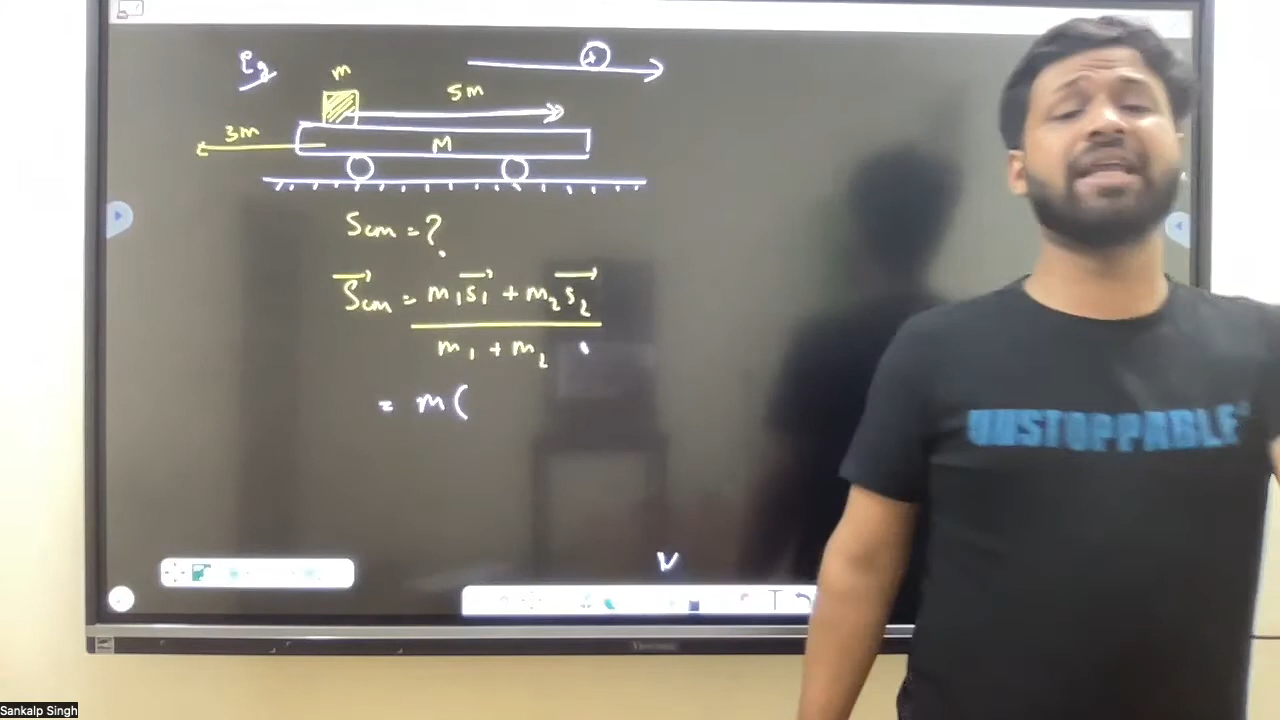 Eg
+
m
5m
3m
M
Scm = ?
Scm = m₁s₁ + m₂s₂
m₁ + m₂
= m (
UNSTOPPABLE
Sankalp Singh